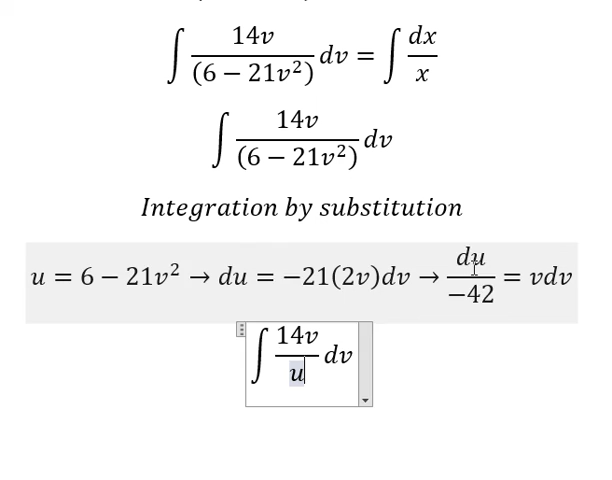 ∫ 14v/(6 − 21v²) dv = ∫ dx/x
∫ 14v/(6 − 21v²) dv
Integration by substitution
u = 6 − 21v² → du = −21(2v)dv → du/−42 = vdv
∫ 14v/u dv